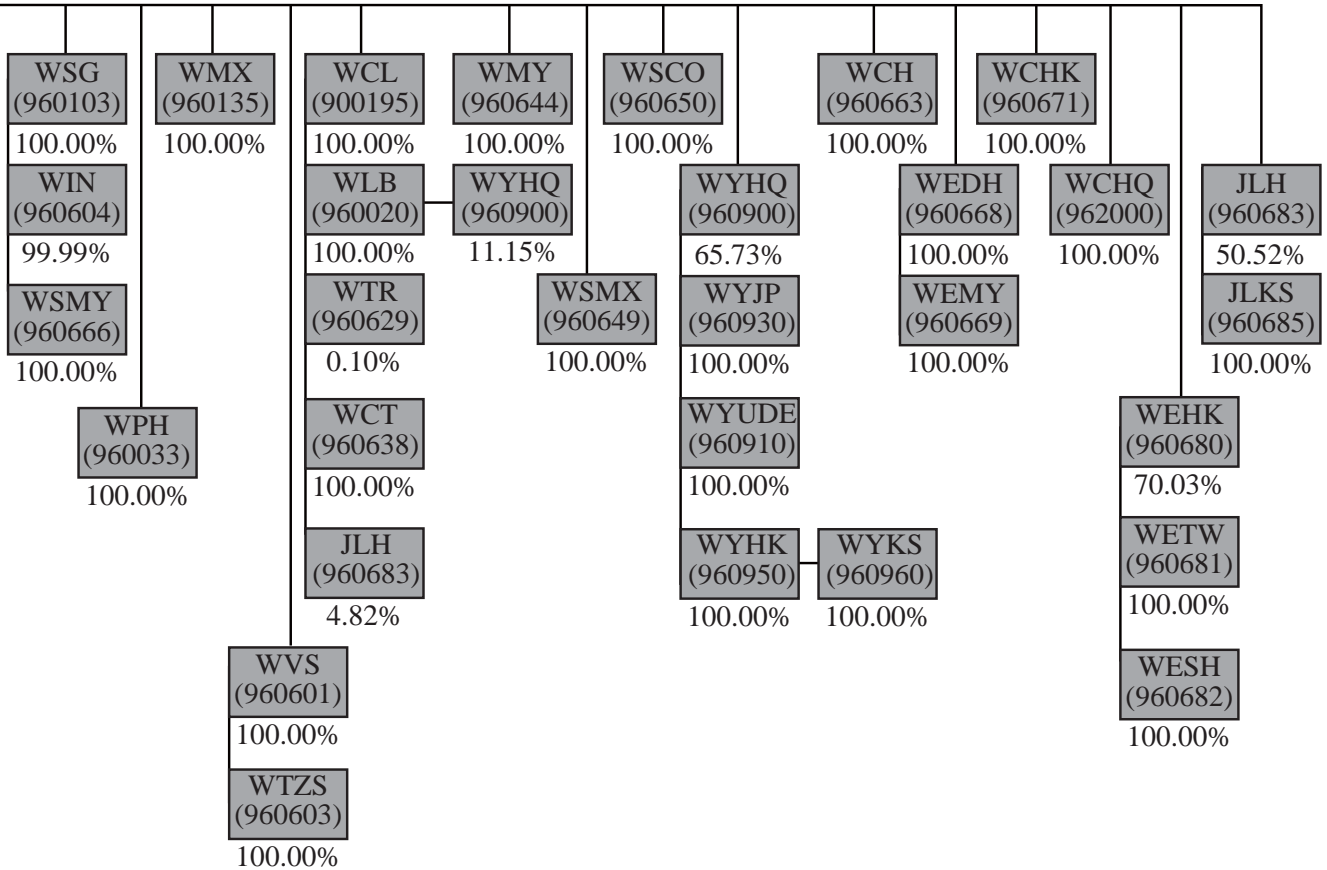 WSG
(960103)
100.00%
WIN
(960604)
99.99%
WSMY
(960666)
100.00%
WPH
(960033)
100.00%
WMX
(960135)
100.00%
WVS
(960601)
100.00%
WTZS
(960603)
100.00%
WCL
(900195)
100.00%
WLB
(960020)
100.00%
WTR
(960629)
0.10%
WCT
(960638)
100.00%
JLH
(960683)
4.82%
WMY
(960644)
100.00%
WYHQ
(960900)
11.15%
WSMX
(960649)
100.00%
WSCO
(960650)
100.00%
WYHQ
(960900)
65.73%
WYJP
(960930)
100.00%
WYUDE
(960910)
100.00%
WYHK
(960950)
100.00%
WYKS
(960960)
100.00%
WCH
(960663)
100.00%
WEDH
(960668)
100.00%
WEMY
(960669)
100.00%
WCHK
(960671)
100.00%
WCHQ
(962000)
100.00%
WEHK
(960680)
70.03%
WETW
(960681)
100.00%
WESH
(960682)
100.00%
JLH
(960683)
50.52%
JLKS
(960685)
100.00%